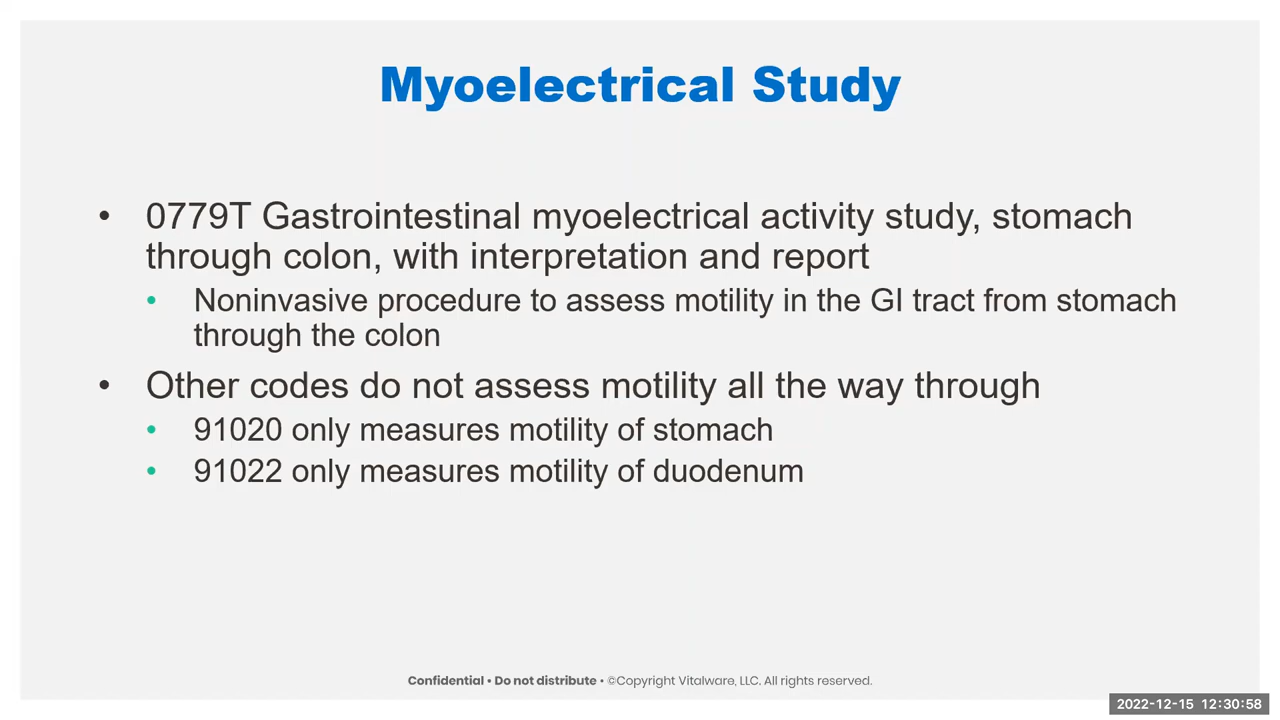 Myoelectrical Study
• 0779T Gastrointestinal myoelectrical activity study, stomach
through colon, with interpretation and report
• Noninvasive procedure to assess motility in the GI tract from stomach
through the colon
• Other codes do not assess motility all the way through
• 91020 only measures motility of stomach
• 91022 only measures motility of duodenum
Confidential • Do not distribute • ©Copyright Vitalware, LLC. All rights reserved.
2022-12-15 12:30:58